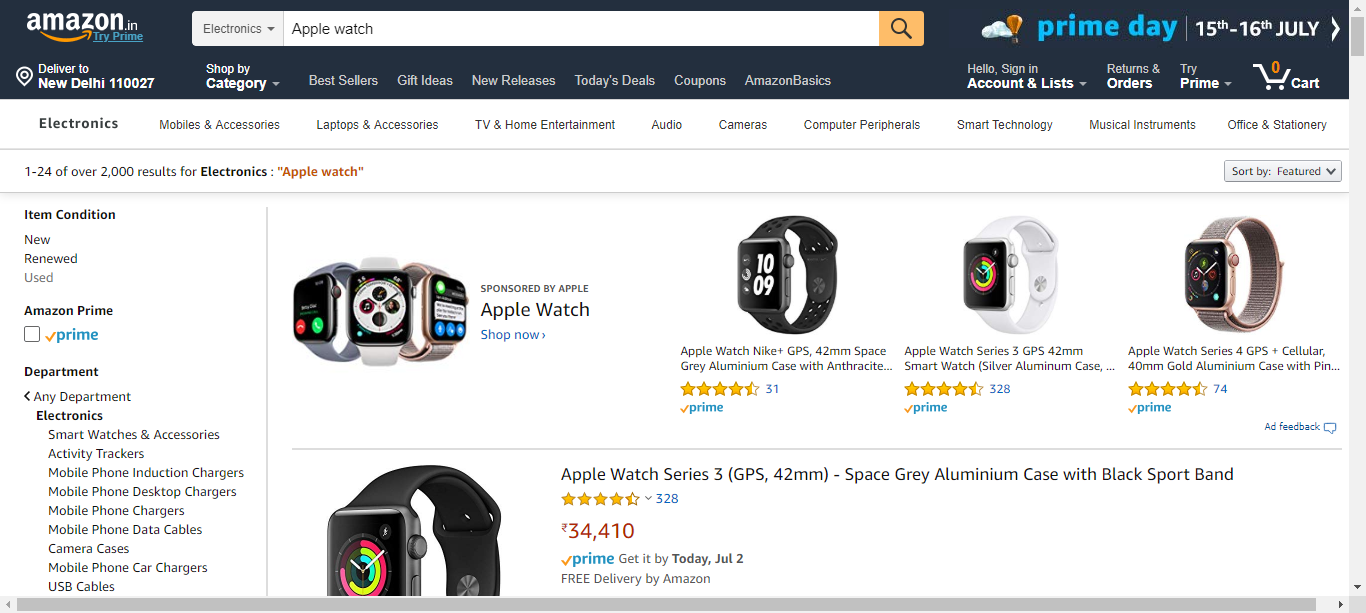 amazon.in
Try Prime
Electronics
Apple watch
prime day
15th-16th JULY
Deliver to
New Delhi 110027
Shop by
Category
Best Sellers
Gift Ideas
New Releases
Today's Deals
Coupons
AmazonBasics
Hello, Sign in
Account & Lists
Returns &
Orders
Try
Prime
0
Cart
Electronics
Mobiles & Accessories
Laptops & Accessories
TV & Home Entertainment
Audio
Cameras
Computer Peripherals
Smart Technology
Musical Instruments
Office & Stationery
1-24 of over 2,000 results for Electronics : "Apple watch"
Sort by: Featured
Item Condition
New
Renewed
Used
Amazon Prime
prime
Department
Any Department
Electronics
Smart Watches & Accessories
Activity Trackers
Mobile Phone Induction Chargers
Mobile Phone Desktop Chargers
Mobile Phone Chargers
Mobile Phone Data Cables
Camera Cases
Mobile Phone Car Chargers
USB Cables
SPONSORED BY APPLE
Apple Watch
Shop now ›
10
09
Apple Watch Nike+ GPS, 42mm Space
Grey Aluminium Case with Anthracite...
31
prime
Apple Watch Series 3 GPS 42mm
Smart Watch (Silver Aluminum Case, ...
328
prime
Apple Watch Series 4 GPS + Cellular,
40mm Gold Aluminium Case with Pin...
74
prime
Ad feedback
Apple Watch Series 3 (GPS, 42mm) - Space Grey Aluminium Case with Black Sport Band
328
₹34,410
prime Get it by Today, Jul 2
FREE Delivery by Amazon